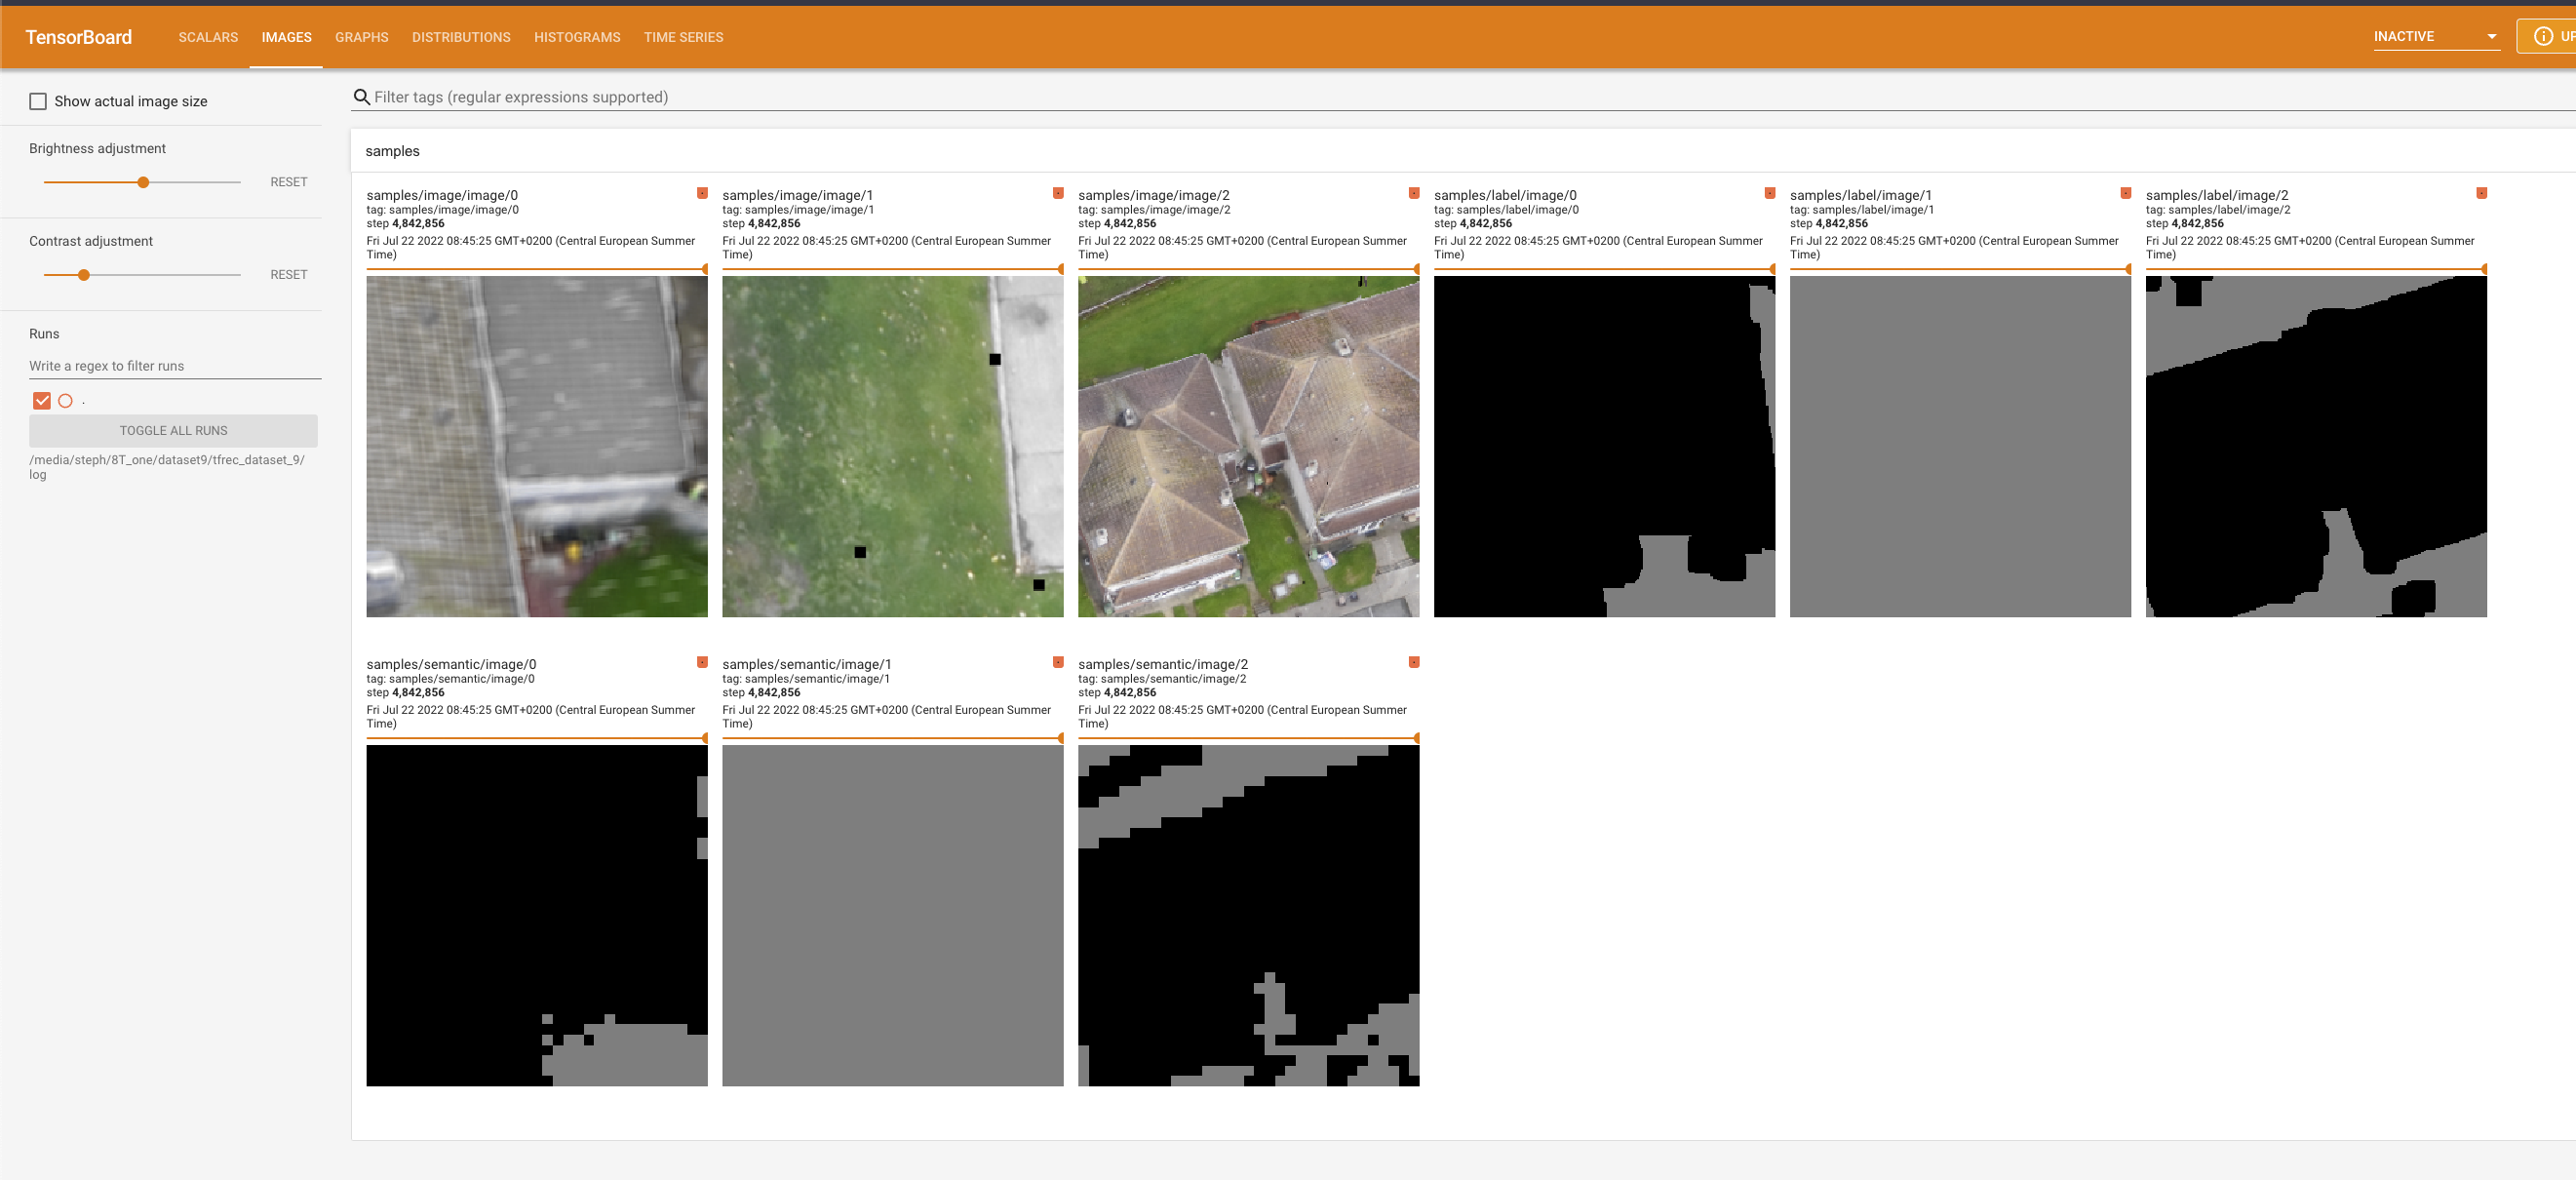 TensorBoard SCALARS IMAGES GRAPHS DISTRIBUTIONS HISTOGRAMS TIME SERIES INACTIVE UP
Show actual image size
Brightness adjustment
RESET
Contrast adjustment
RESET
Runs
Write a regex to filter runs
.
TOGGLE ALL RUNS
/media/steph/8T_one/dataset9/tfrec_dataset_9/
log
Filter tags (regular expressions supported)
samples
samples/image/image/0
tag: samples/image/image/0
step 4,842,856
Fri Jul 22 2022 08:45:25 GMT+0200 (Central European Summer
Time)
samples/image/image/1
tag: samples/image/image/1
step 4,842,856
Fri Jul 22 2022 08:45:25 GMT+0200 (Central European Summer
Time)
samples/image/image/2
tag: samples/image/image/2
step 4,842,856
Fri Jul 22 2022 08:45:25 GMT+0200 (Central European Summer
Time)
samples/label/image/0
tag: samples/label/image/0
step 4,842,856
Fri Jul 22 2022 08:45:25 GMT+0200 (Central European Summer
Time)
samples/label/image/1
tag: samples/label/image/1
step 4,842,856
Fri Jul 22 2022 08:45:25 GMT+0200 (Central European Summer
Time)
samples/label/image/2
tag: samples/label/image/2
step 4,842,856
Fri Jul 22 2022 08:45:25 GMT+0200 (Central European Summer
Time)
samples/semantic/image/0
tag: samples/semantic/image/0
step 4,842,856
Fri Jul 22 2022 08:45:25 GMT+0200 (Central European Summer
Time)
samples/semantic/image/1
tag: samples/semantic/image/1
step 4,842,856
Fri Jul 22 2022 08:45:25 GMT+0200 (Central European Summer
Time)
samples/semantic/image/2
tag: samples/semantic/image/2
step 4,842,856
Fri Jul 22 2022 08:45:25 GMT+0200 (Central European Summer
Time)